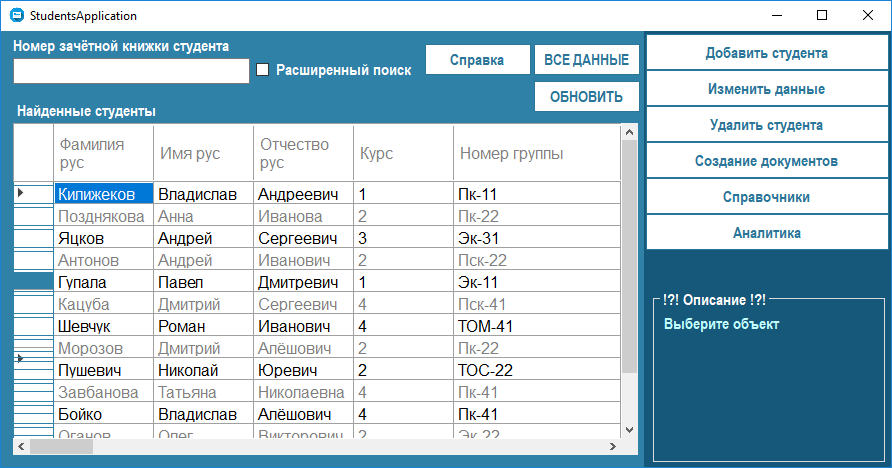 StudentsApplication
Номер зачётной книжки студента
Расширенный поиск
Справка
ВСЕ ДАННЫЕ
ОБНОВИТЬ
Найденные студенты
Фамилия рус Имя рус Отчество рус Курс Номер группы
Килижеков Владислав Андреевич 1 Пк-11
Позднякова Анна Иванова 2 Пк-22
Яцков Андрей Сергеевич 3 Эк-31
Антонов Андрей Иванович 2 Пск-22
Гупала Павел Дмитревич 1 Эк-11
Кацуба Дмитрий Сергеевич 4 Пск-41
Шевчук Роман Иванович 4 ТОМ-41
Морозов Дмитрий Алёшович 2 Пк-22
Пушевич Николай Юревич 2 ТОС-22
Завбанова Татьяна Николаевна 4 Пк-41
Бойко Владислав Алёшович 4 Пк-41
Оганов Олег Викторович 2 Эк-22
Добавить студента
Изменить данные
Удалить студента
Создание документов
Справочники
Аналитика
!?! Описание !?!
Выберите объект